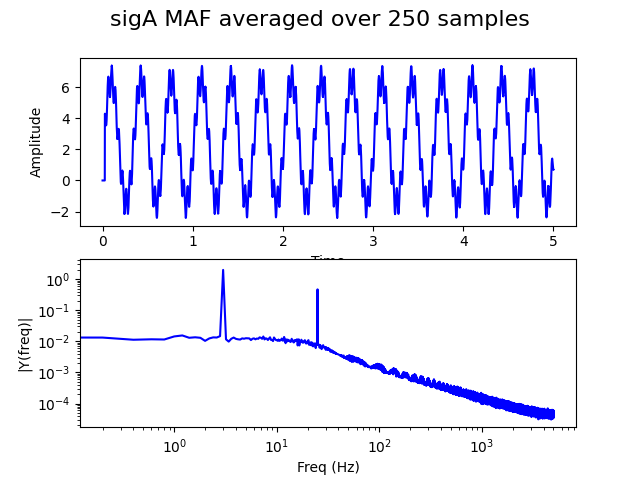 sigA MAF averaged over 250 samples
Amplitude
6
4
2
0
−2
0 1 2 3 4 5
Time
|Y(freq)|
10⁰
10⁻¹
10⁻²
10⁻³
10⁻⁴
10⁰ 10¹ 10² 10³
Freq (Hz)